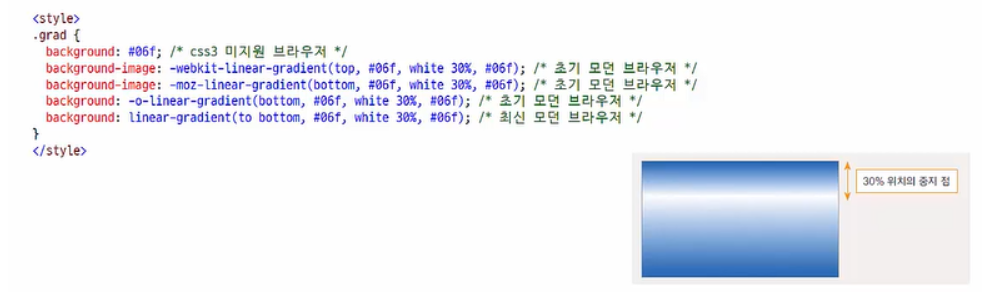 <style>
.grad {
background: #06f; /* css3 미지원 브라우저 */
background-image: -webkit-linear-gradient(top, #06f, white 30%, #06f); /* 초기 모던 브라우저 */
background-image: -moz-linear-gradient(bottom, #06f, white 30%, #06f); /* 초기 모던 브라우저 */
background: -o-linear-gradient(bottom, #06f, white 30%, #06f); /* 초기 모던 브라우저 */
background: linear-gradient(to bottom, #06f, white 30%, #06f); /* 최신 모던 브라우저 */
}
</style>
30% 위치의 중지 점